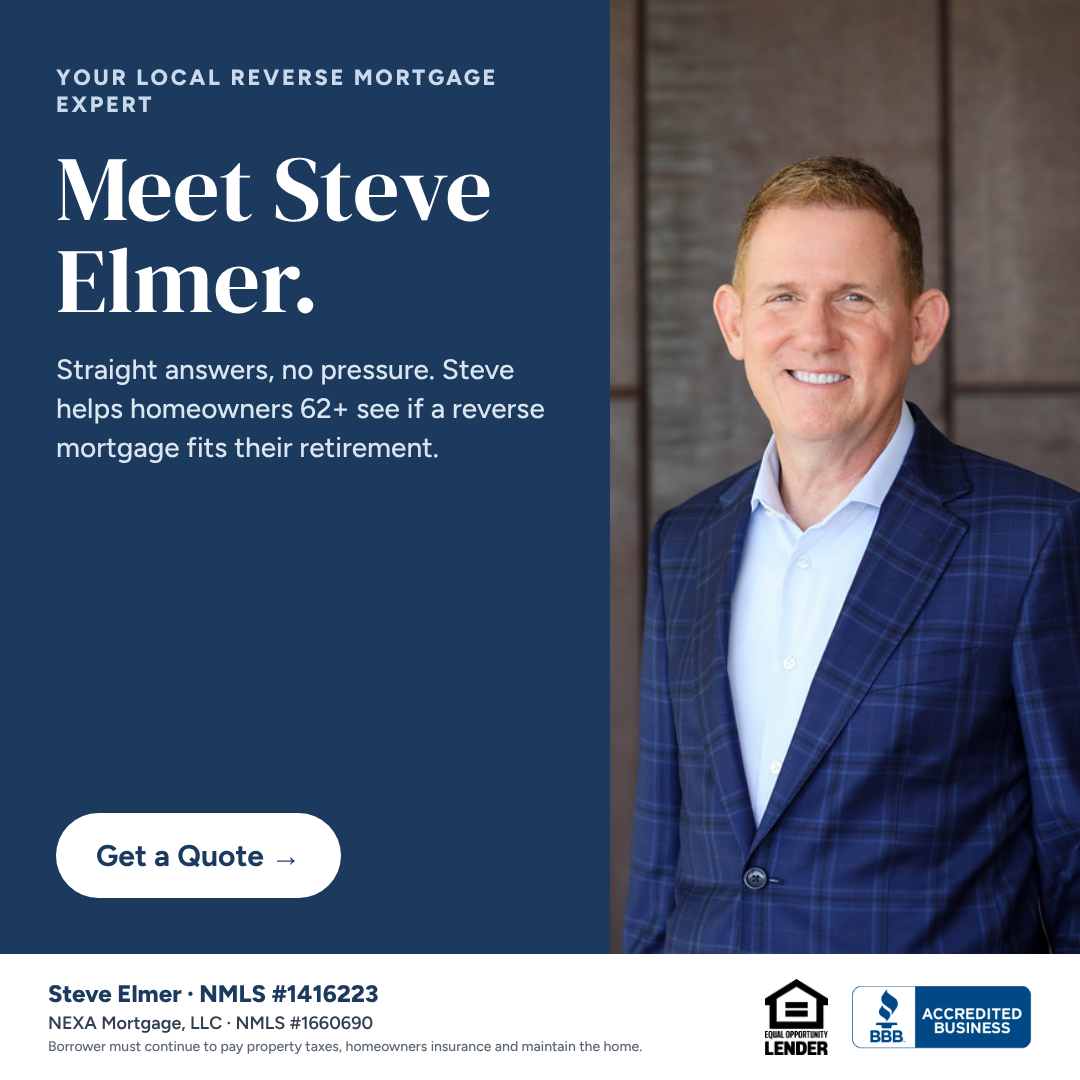 YOUR LOCAL REVERSE MORTGAGE
EXPERT
Meet Steve
Elmer.
Straight answers, no pressure. Steve
helps homeowners 62+ see if a reverse
mortgage fits their retirement.
Get a Quote →
Steve Elmer · NMLS #1416223
NEXA Mortgage, LLC · NMLS #1660690
Borrower must continue to pay property taxes, homeowners insurance and maintain the home.
EQUAL OPPORTUNITY
LENDER
BBB
ACCREDITED
BUSINESS